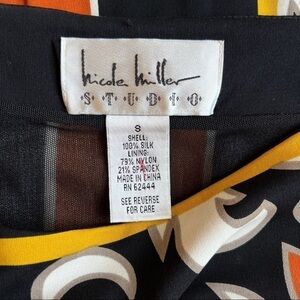 nicole miller
S·T·U·D·I·O
S
SHELL:
100% SILK
LINING:
79% NYLON
21% SPANDEX
MADE IN CHINA
RN 62444
SEE REVERSE
FOR CARE